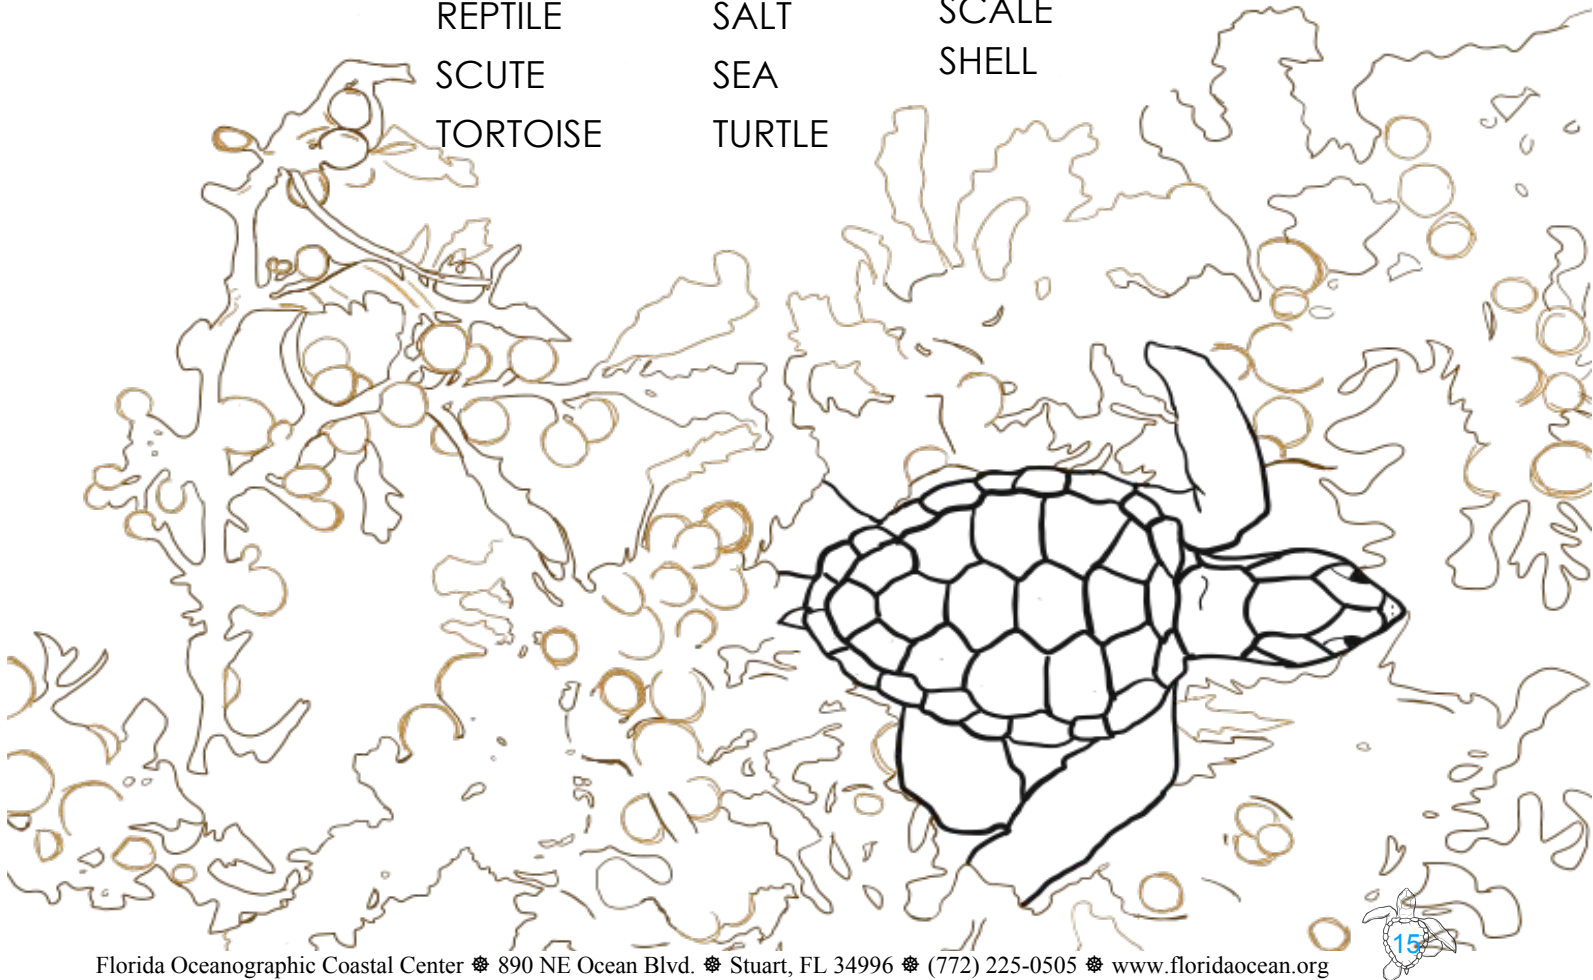 REPTILE SALT SCALE
SCUTE SEA SHELL
TORTOISE TURTLE
15
Florida Oceanographic Coastal Center ❁ 890 NE Ocean Blvd. ❁ Stuart, FL 34996 ❁ (772) 225-0505 ❁ www.floridaocean.org